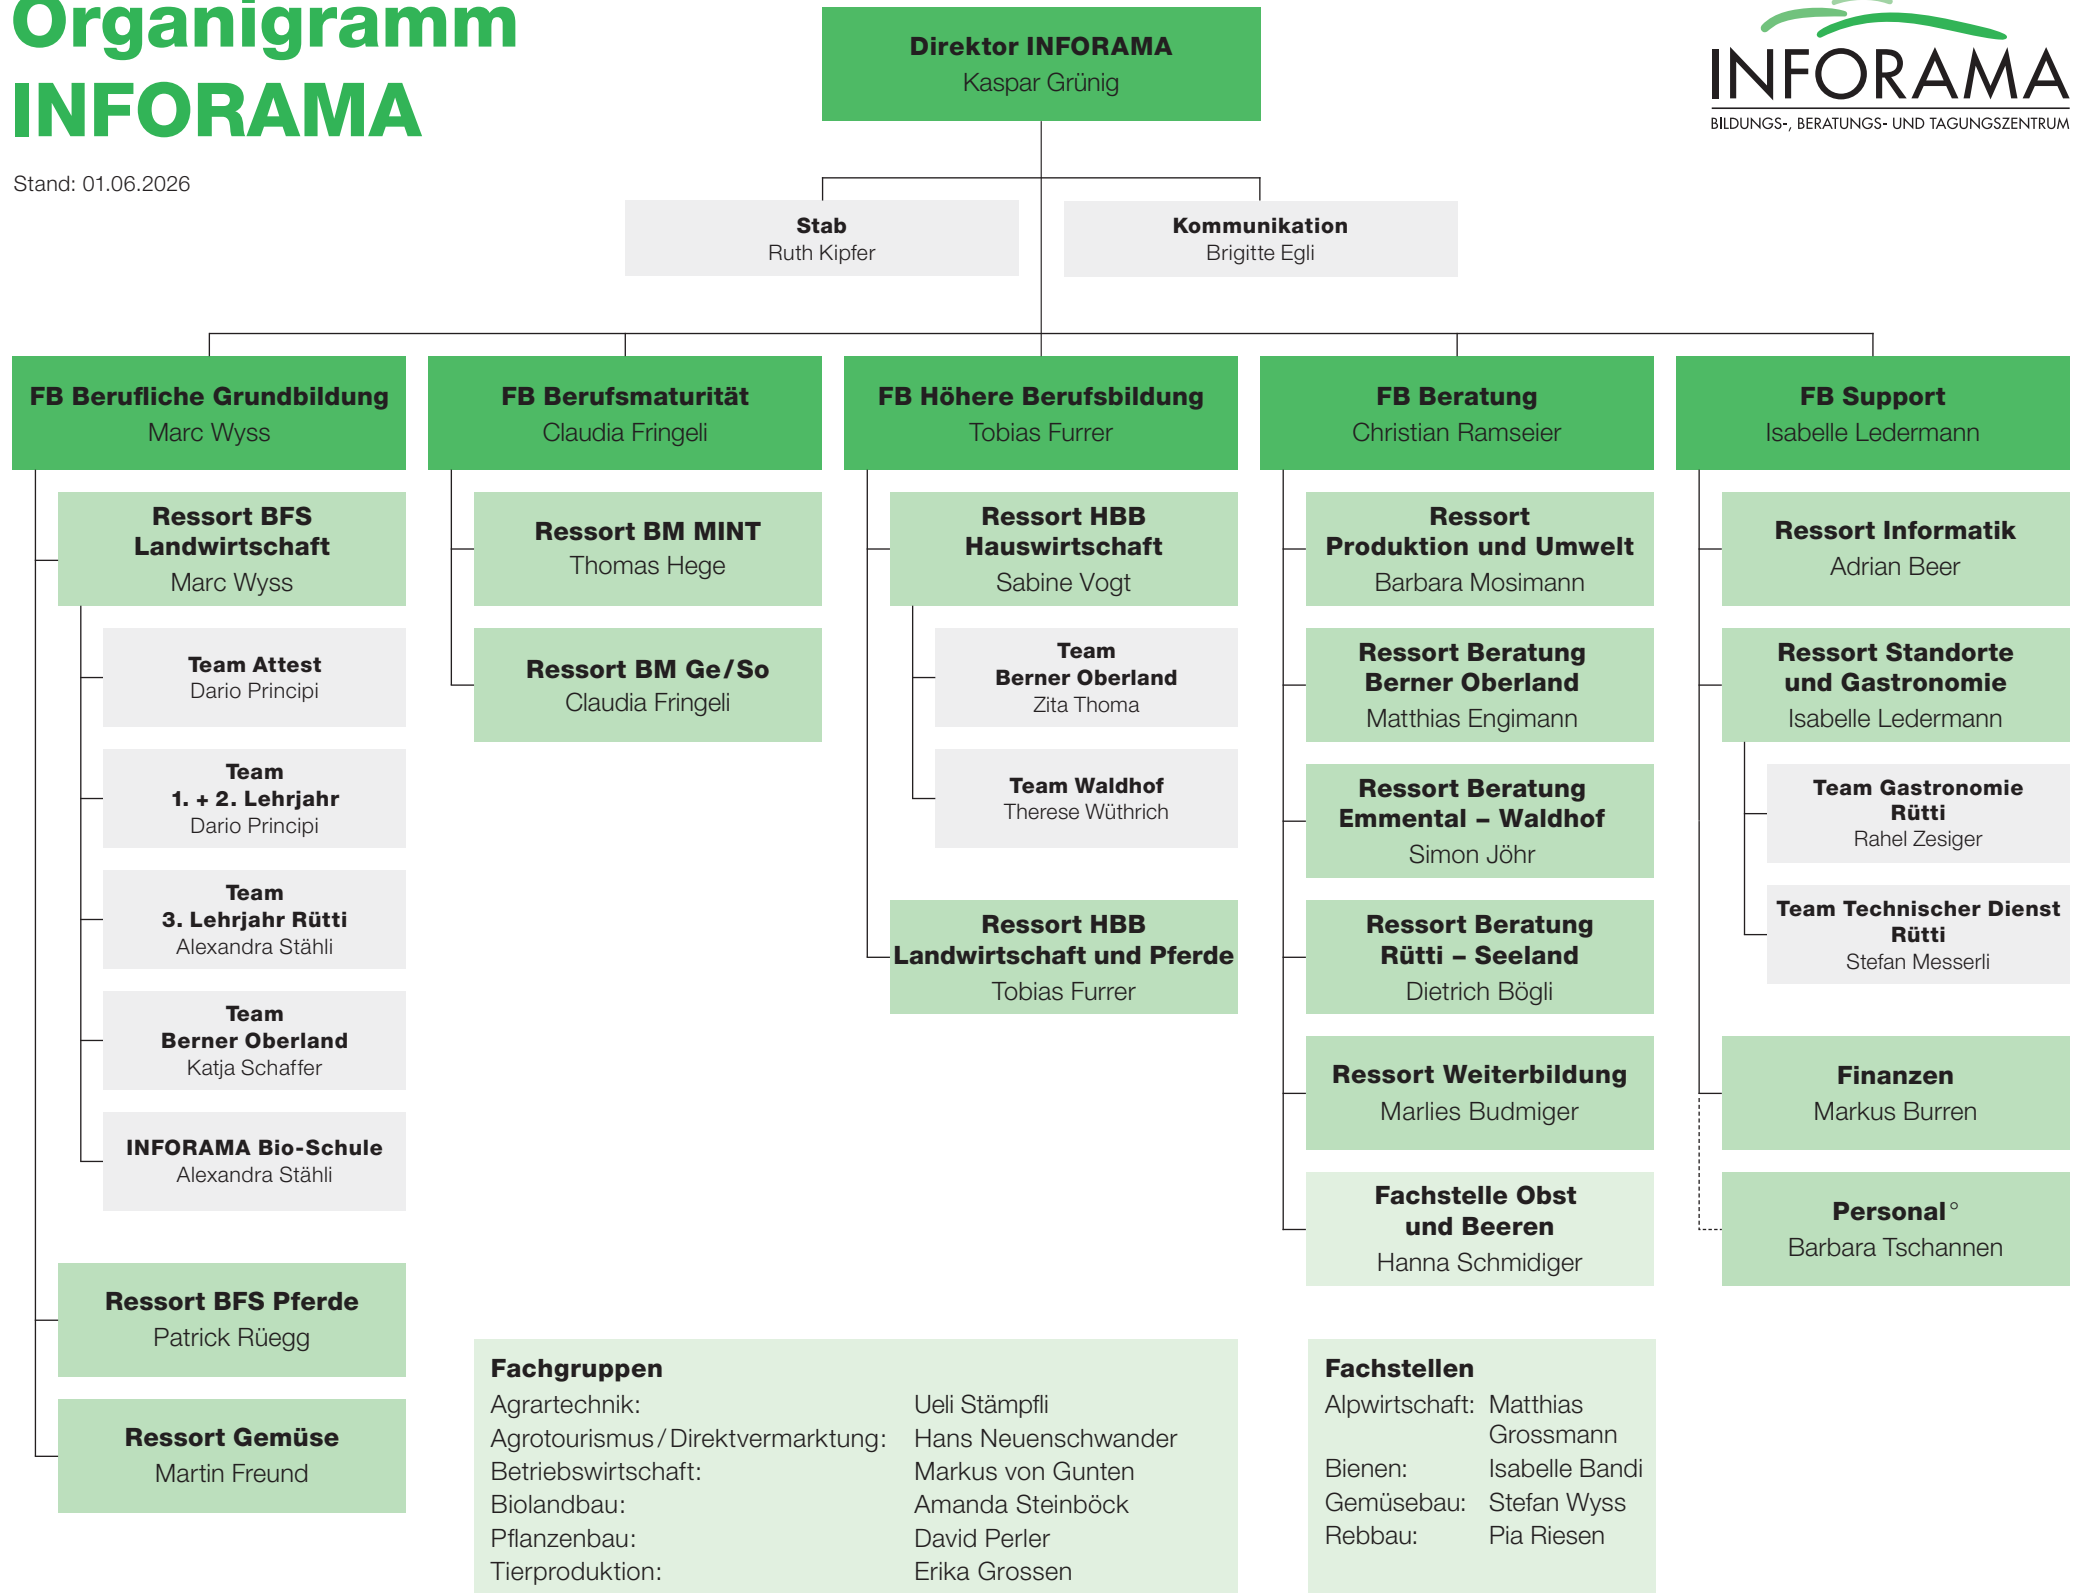 Organigramm
INFORAMA
Stand: 01.06.2026
INFORAMA
BILDUNGS-, BERATUNGS- UND TAGUNGSZENTRUM
Direktor INFORAMA
Kaspar Grünig
Stab
Ruth Kipfer
Kommunikation
Brigitte Egli
FB Berufliche Grundbildung
Marc Wyss
Ressort BFS
Landwirtschaft
Marc Wyss
Team Attest
Dario Principi
Team
1. + 2. Lehrjahr
Dario Principi
Team
3. Lehrjahr Rütti
Alexandra Stähli
Team
Berner Oberland
Katja Schaffer
INFORAMA Bio-Schule
Alexandra Stähli
Ressort BFS Pferde
Patrick Rüegg
Ressort Gemüse
Martin Freund
FB Berufsmaturität
Claudia Fringeli
Ressort BM MINT
Thomas Hege
Ressort BM Ge/So
Claudia Fringeli
FB Höhere Berufsbildung
Tobias Furrer
Ressort HBB
Hauswirtschaft
Sabine Vogt
Team
Berner Oberland
Zita Thoma
Team Waldhof
Therese Wüthrich
Ressort HBB
Landwirtschaft und Pferde
Tobias Furrer
FB Beratung
Christian Ramseier
Ressort
Produktion und Umwelt
Barbara Mosimann
Ressort Beratung
Berner Oberland
Matthias Engimann
Ressort Beratung
Emmental – Waldhof
Simon Jöhr
Ressort Beratung
Rütti – Seeland
Dietrich Bögli
Ressort Weiterbildung
Marlies Budmiger
Fachstelle Obst
und Beeren
Hanna Schmidiger
FB Support
Isabelle Ledermann
Ressort Informatik
Adrian Beer
Ressort Standorte
und Gastronomie
Isabelle Ledermann
Team Gastronomie
Rütti
Rahel Zesiger
Team Technischer Dienst
Rütti
Stefan Messerli
Finanzen
Markus Burren
Personal°
Barbara Tschannen
Fachgruppen
Agrartechnik: Ueli Stämpfli
Agrotourismus/Direktvermarktung: Hans Neuenschwander
Betriebswirtschaft: Markus von Gunten
Biolandbau: Amanda Steinböck
Pflanzenbau: David Perler
Tierproduktion: Erika Grossen
Fachstellen
Alpwirtschaft: Matthias
Grossmann
Bienen: Isabelle Bandi
Gemüsebau: Stefan Wyss
Rebbau: Pia Riesen